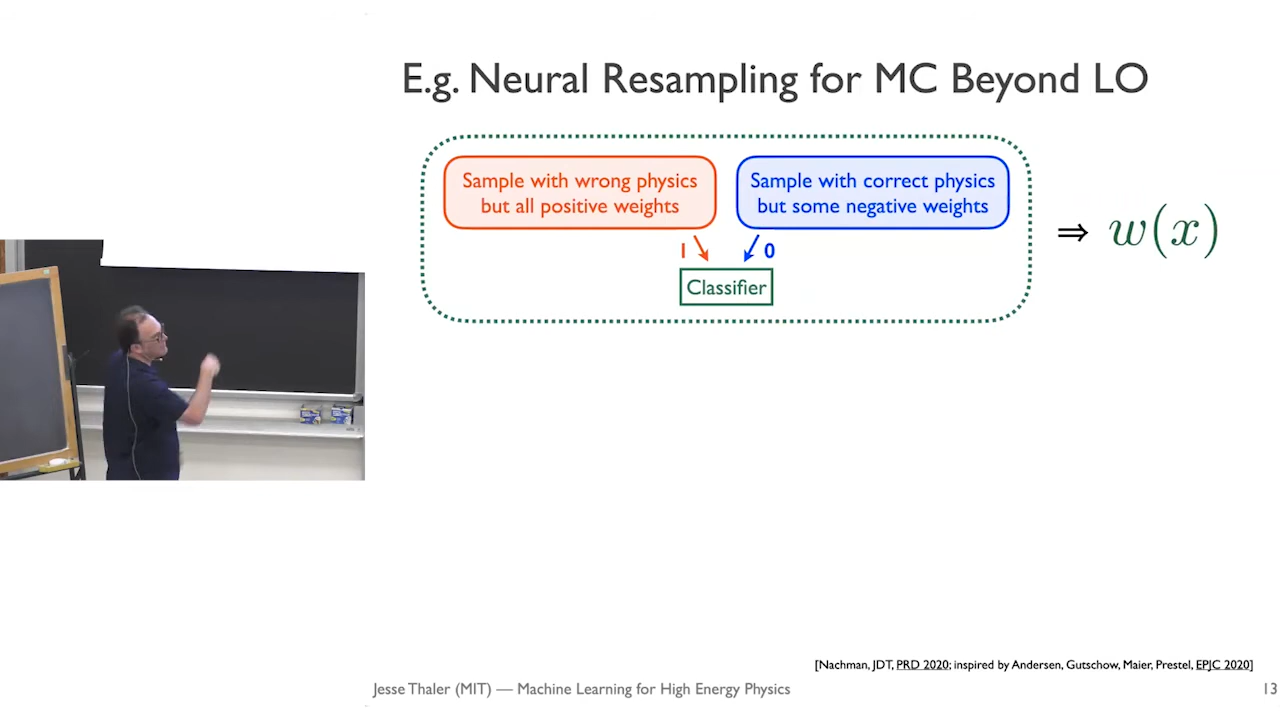 E.g. Neural Resampling for MC Beyond LO
Sample with wrong physics
but all positive weights
Sample with correct physics
but some negative weights
1
0
Classifier
⇒ w(x)
[Nachman, JDT, PRD 2020; inspired by Andersen, Gutschow, Maier, Prestel, EPJC 2020]
Jesse Thaler (MIT) — Machine Learning for High Energy Physics
13